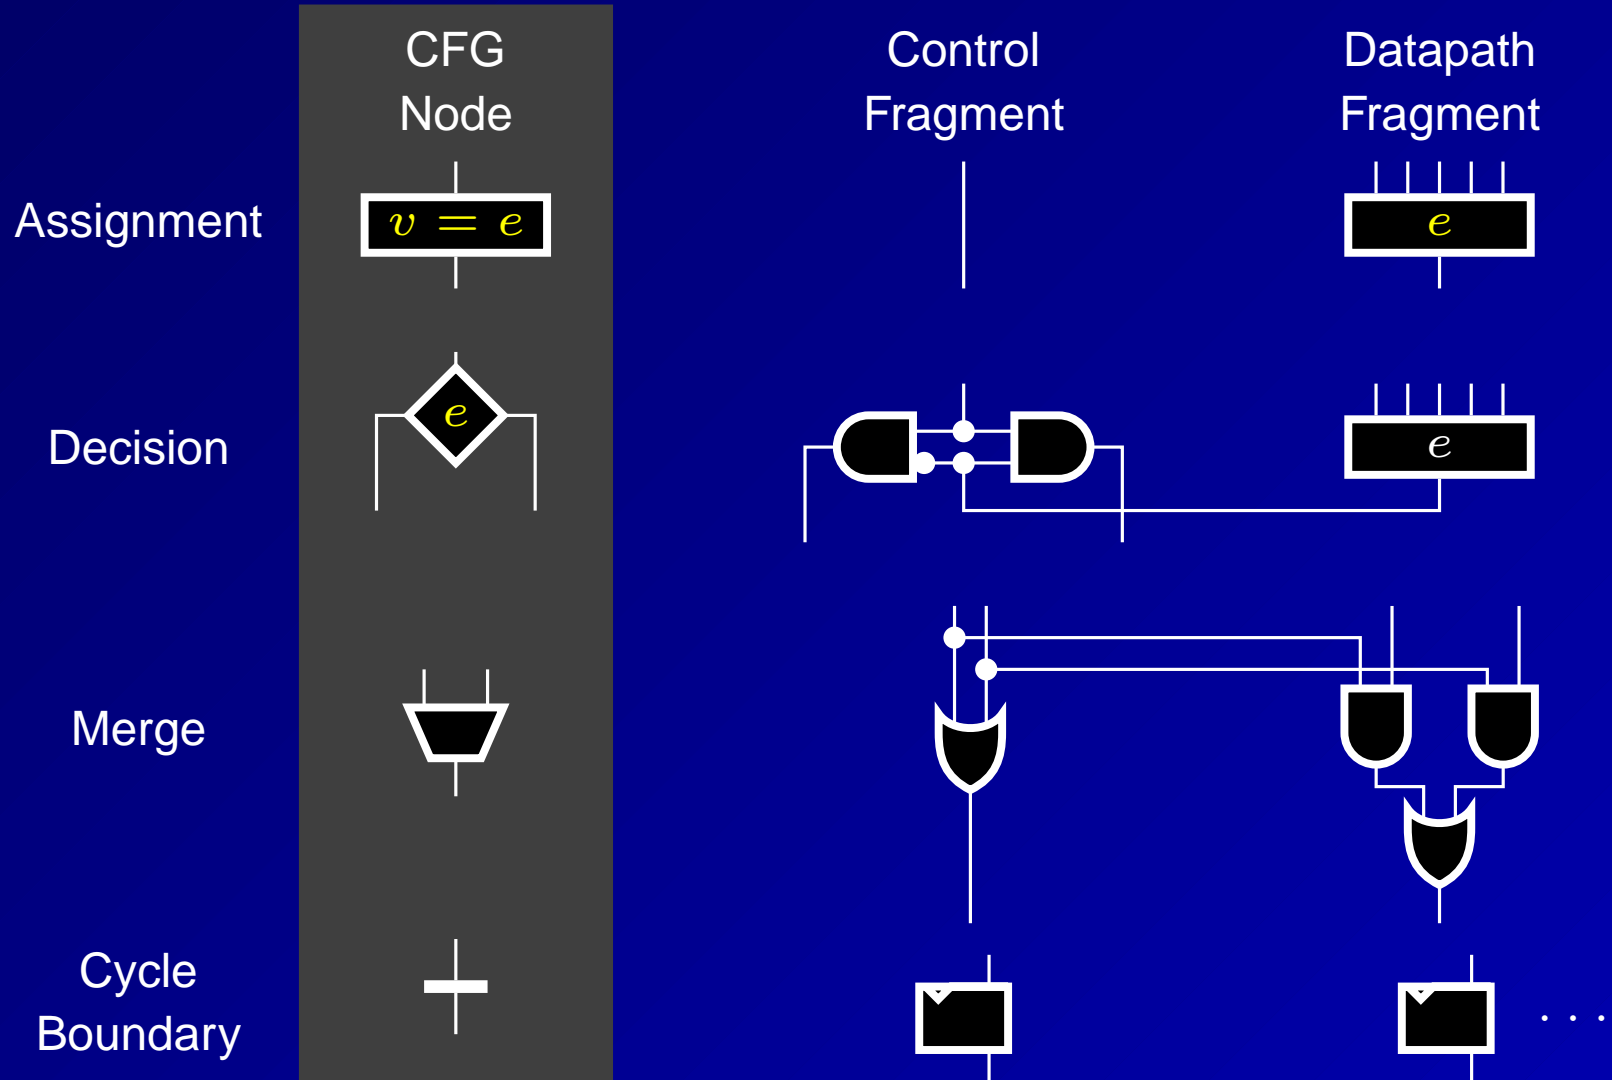 CFG
Node
Control
Fragment
Datapath
Fragment
Assignment
v = e
e
Decision
e
e
Merge
Cycle
Boundary
. . .